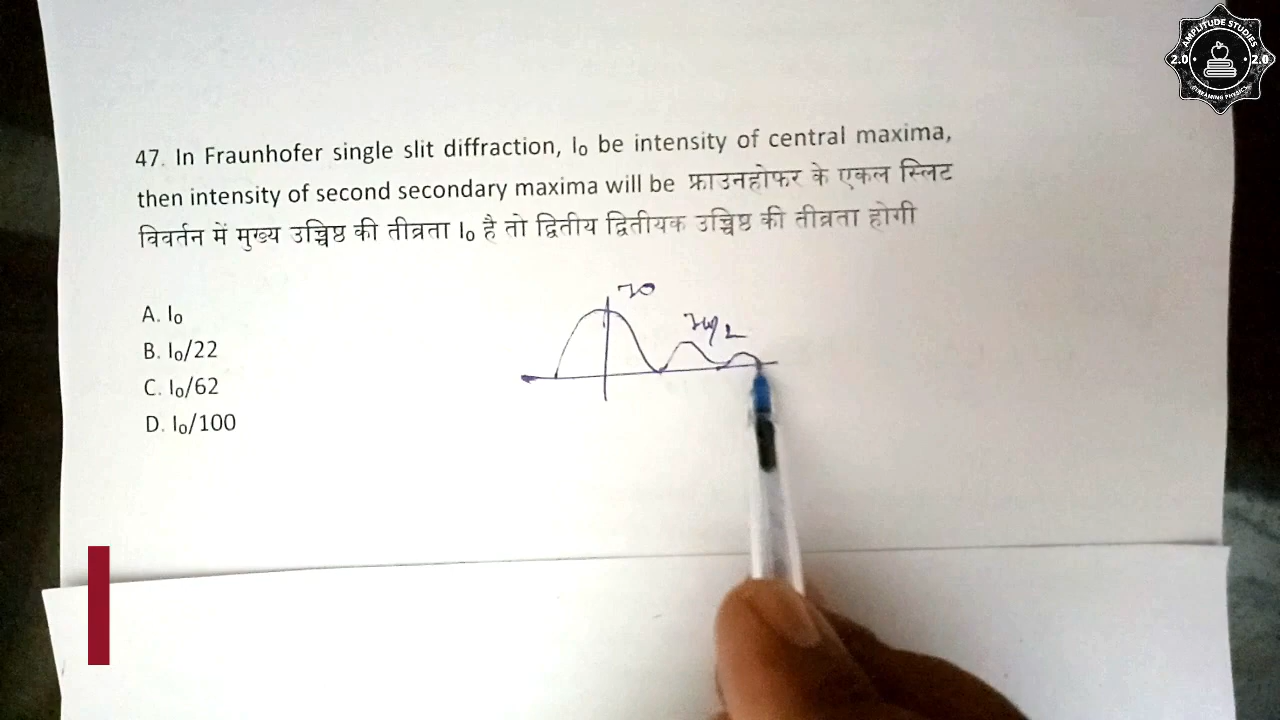 AMPLITUDE STUDIES
2.0 2.0
STREAMING PHYSICS
47. In Fraunhofer single slit diffraction, I₀ be intensity of central maxima,
then intensity of second secondary maxima will be फ्राउनहोफर के एकल स्लिट
विवर्तन में मुख्य उच्चिष्ठ की तीव्रता I₀ है तो द्वितीय द्वितीयक उच्चिष्ठ की तीव्रता होगी
A. I₀
B. I₀/22
C. I₀/62
D. I₀/100